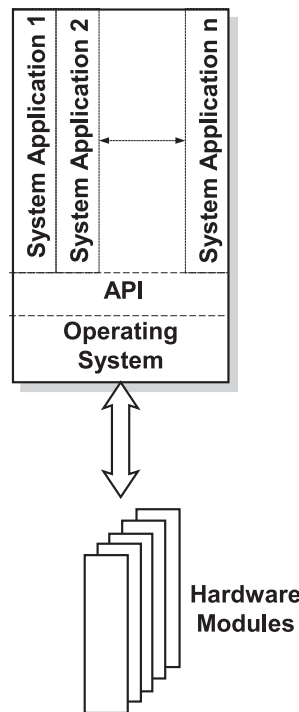 System Application 1
System Application 2
System Application n
API
Operating
System
Hardware
Modules